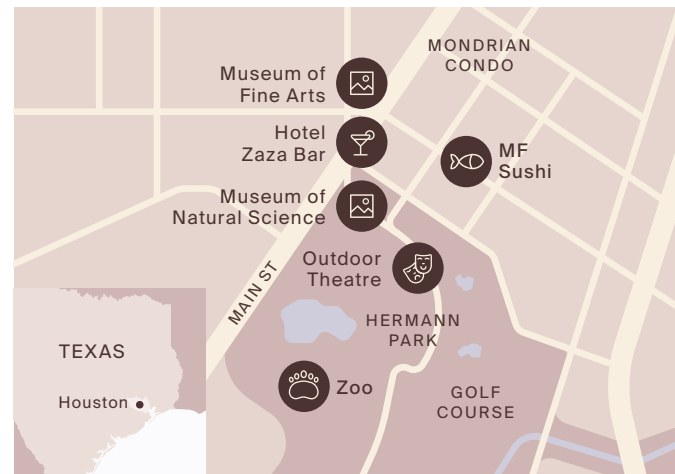 MONDRIAN
CONDO
Museum of
Fine Arts
Hotel
Zaza Bar
MF
Sushi
Museum of
Natural Science
Outdoor
Theatre
MAIN ST
HERMANN
PARK
TEXAS
Houston
Zoo
GOLF
COURSE